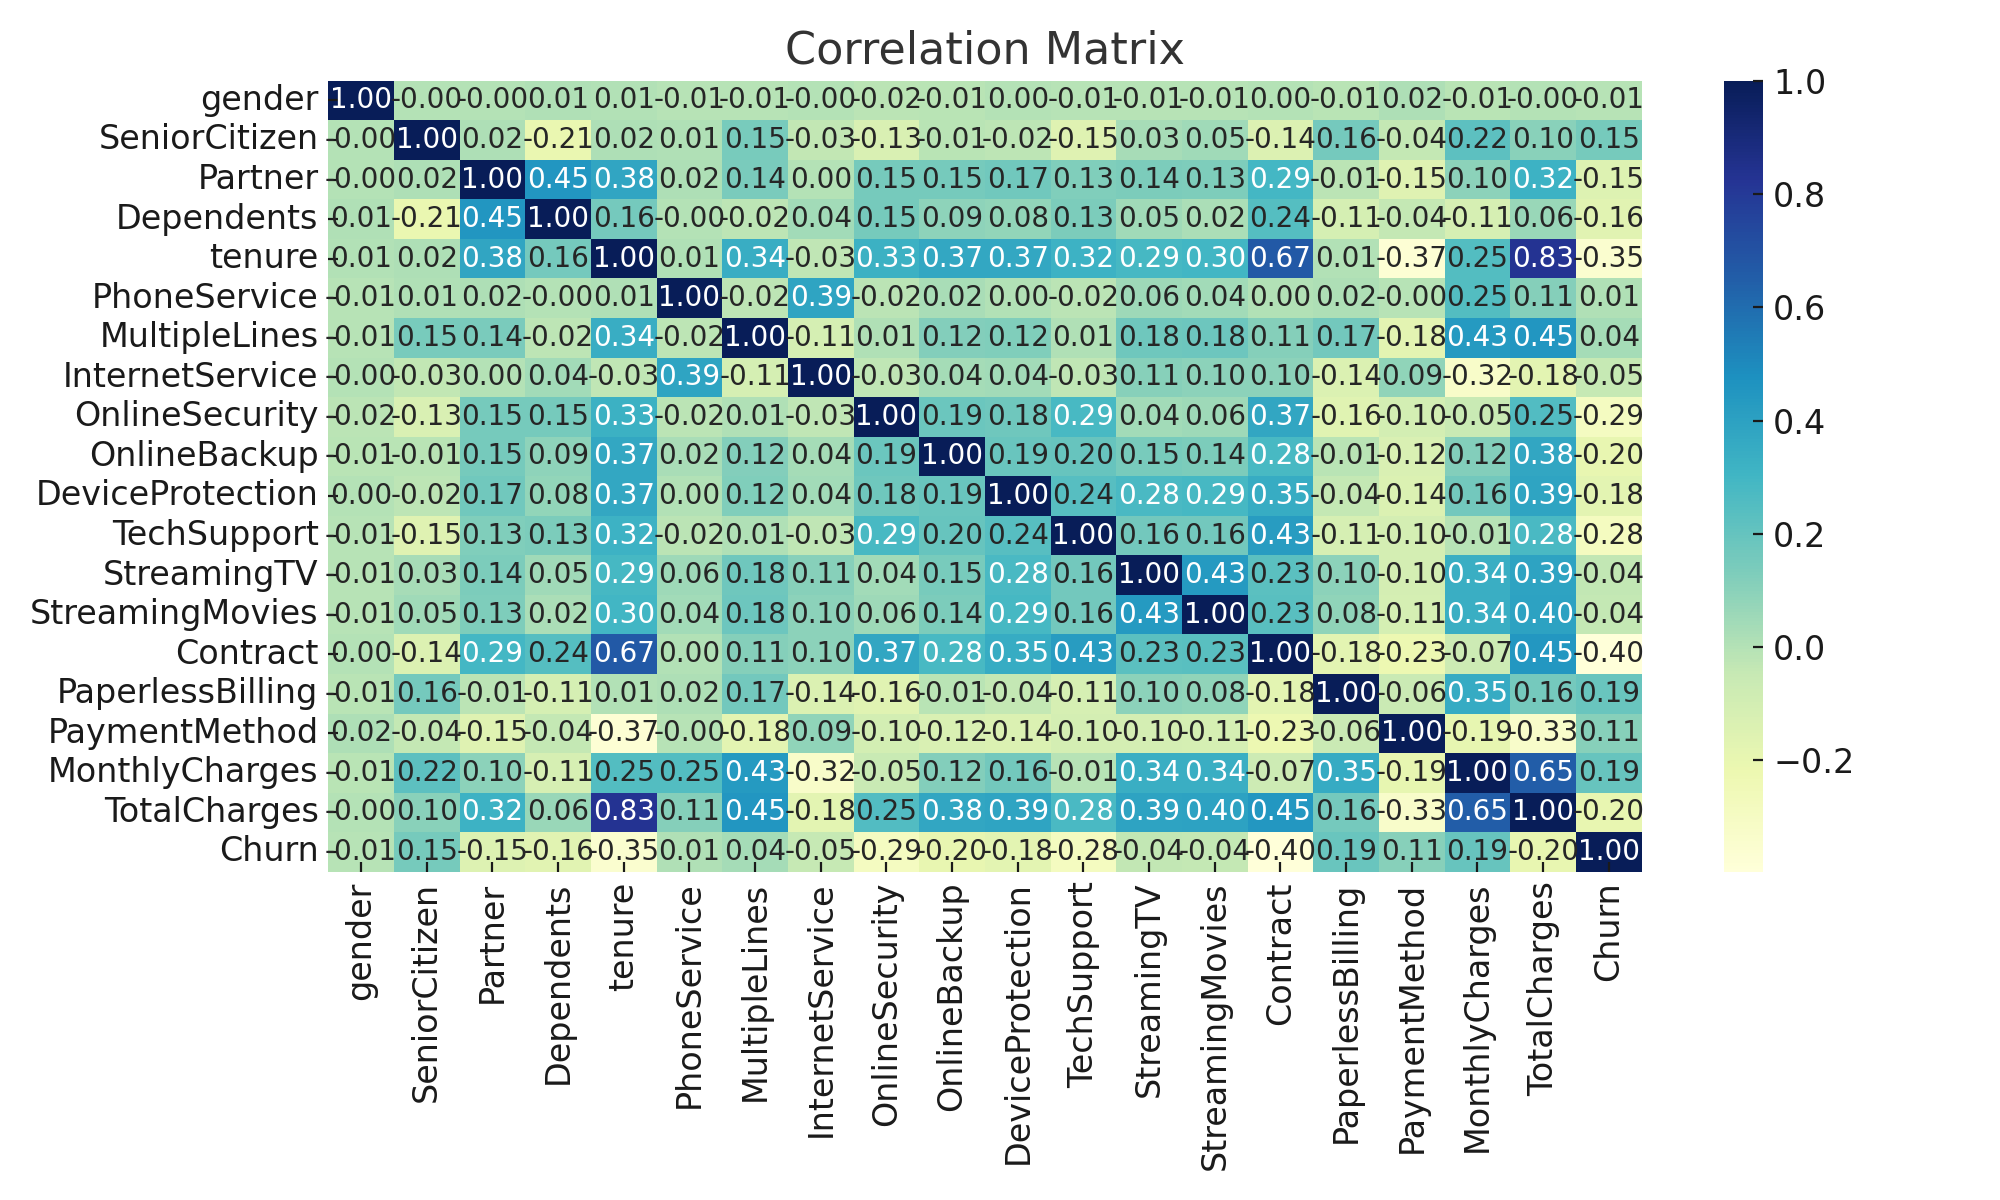 Correlation Matrix
gender 1.00 -0.00 -0.00 0.01 0.01 -0.01 -0.01 -0.00 -0.02 -0.01 0.00 -0.01 -0.01 -0.01 0.00 -0.01 0.02 -0.01 -0.00 -0.01
SeniorCitizen -0.00 1.00 0.02 -0.21 0.02 0.01 0.15 -0.03 -0.13 -0.01 -0.02 -0.15 0.03 0.05 -0.14 0.16 -0.04 0.22 0.10 0.15
Partner -0.00 0.02 1.00 0.45 0.38 0.02 0.14 0.00 0.15 0.15 0.17 0.13 0.14 0.13 0.29 -0.01 -0.15 0.10 0.32 -0.15
Dependents 0.01 -0.21 0.45 1.00 0.16 -0.00 -0.02 0.04 0.15 0.09 0.08 0.13 0.05 0.02 0.24 -0.11 -0.04 -0.11 0.06 -0.16
tenure 0.01 0.02 0.38 0.16 1.00 0.01 0.34 -0.03 0.33 0.37 0.37 0.32 0.29 0.30 0.67 0.01 -0.37 0.25 0.83 -0.35
PhoneService -0.01 0.01 0.02 -0.00 0.01 1.00 -0.02 0.39 -0.02 0.02 0.00 -0.02 0.06 0.04 0.00 0.02 -0.00 0.25 0.11 0.01
MultipleLines -0.01 0.15 0.14 -0.02 0.34 -0.02 1.00 -0.11 0.01 0.12 0.12 0.01 0.18 0.18 0.11 0.17 -0.18 0.43 0.45 0.04
InternetService -0.00 -0.03 0.00 0.04 -0.03 0.39 -0.11 1.00 -0.03 0.04 0.04 -0.03 0.11 0.10 0.10 -0.14 0.09 -0.32 -0.18 -0.05
OnlineSecurity -0.02 -0.13 0.15 0.15 0.33 -0.02 0.01 -0.03 1.00 0.19 0.18 0.29 0.04 0.06 0.37 -0.16 -0.10 -0.05 0.25 -0.29
OnlineBackup -0.01 -0.01 0.15 0.09 0.37 0.02 0.12 0.04 0.19 1.00 0.19 0.20 0.15 0.14 0.28 -0.01 -0.12 0.12 0.38 -0.20
DeviceProtection 0.00 -0.02 0.17 0.08 0.37 0.00 0.12 0.04 0.18 0.19 1.00 0.24 0.28 0.29 0.35 -0.04 -0.14 0.16 0.39 -0.18
TechSupport -0.01 -0.15 0.13 0.13 0.32 -0.02 0.01 -0.03 0.29 0.20 0.24 1.00 0.16 0.16 0.43 -0.11 -0.10 -0.01 0.28 -0.28
StreamingTV -0.01 0.03 0.14 0.05 0.29 0.06 0.18 0.11 0.04 0.15 0.28 0.16 1.00 0.43 0.23 0.10 -0.10 0.34 0.39 -0.04
StreamingMovies -0.01 0.05 0.13 0.02 0.30 0.04 0.18 0.10 0.06 0.14 0.29 0.16 0.43 1.00 0.23 0.08 -0.11 0.34 0.40 -0.04
Contract 0.00 -0.14 0.29 0.24 0.67 0.00 0.11 0.10 0.37 0.28 0.35 0.43 0.23 0.23 1.00 -0.18 -0.23 -0.07 0.45 -0.40
PaperlessBilling -0.01 0.16 -0.01 -0.11 0.01 0.02 0.17 -0.14 -0.16 -0.01 -0.04 -0.11 0.10 0.08 -0.18 1.00 -0.06 0.35 0.16 0.19
PaymentMethod 0.02 -0.04 -0.15 -0.04 -0.37 -0.00 -0.18 0.09 -0.10 -0.12 -0.14 -0.10 -0.10 -0.11 -0.23 -0.06 1.00 -0.19 -0.33 0.11
MonthlyCharges -0.01 0.22 0.10 -0.11 0.25 0.25 0.43 -0.32 -0.05 0.12 0.16 -0.01 0.34 0.34 -0.07 0.35 -0.19 1.00 0.65 0.19
TotalCharges -0.00 0.10 0.32 0.06 0.83 0.11 0.45 -0.18 0.25 0.38 0.39 0.28 0.39 0.40 0.45 0.16 -0.33 0.65 1.00 -0.20
Churn -0.01 0.15 -0.15 -0.16 -0.35 0.01 0.04 -0.05 -0.29 -0.20 -0.18 -0.28 -0.04 -0.04 -0.40 0.19 0.11 0.19 -0.20 1.00
gender
SeniorCitizen
Partner
Dependents
tenure
PhoneService
MultipleLines
InternetService
OnlineSecurity
OnlineBackup
DeviceProtection
TechSupport
StreamingTV
StreamingMovies
Contract
PaperlessBilling
PaymentMethod
MonthlyCharges
TotalCharges
Churn
1.0
0.8
0.6
0.4
0.2
0.0
−0.2